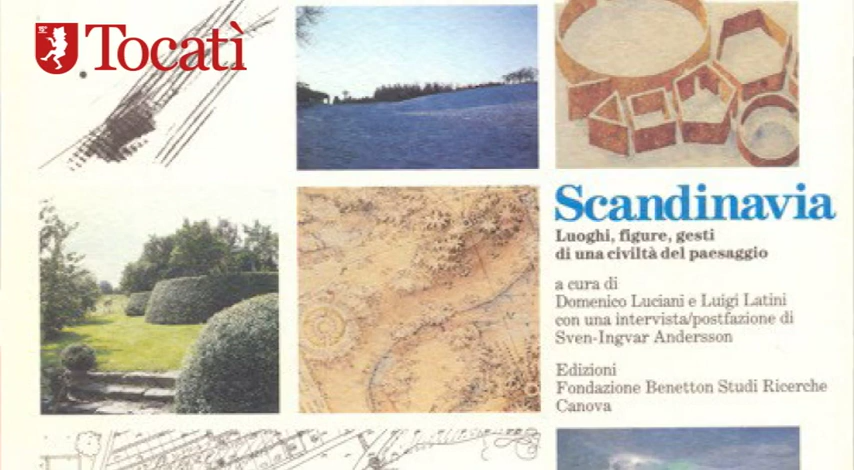 Tocatì
Scandinavia
Luoghi, figure, gesti
di una civiltà del paesaggio
a cura di
Domenico Luciani e Luigi Latini
con una intervista/postfazione di
Sven-Ingvar Andersson
Edizioni
Fondazione Benetton Studi Ricerche
Canova